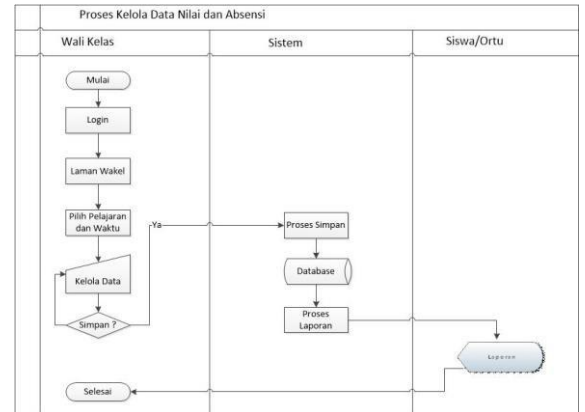 Proses Kelola Data Nilai dan Absensi
Wali Kelas
Sistem
Siswa/Ortu
Mulai
Login
Laman Wakel
Pilih Pelajaran
dan Waktu
Ya
Proses Simpan
Database
Kelola Data
Proses
Laporan
Simpan ?
Laporan
Selesai